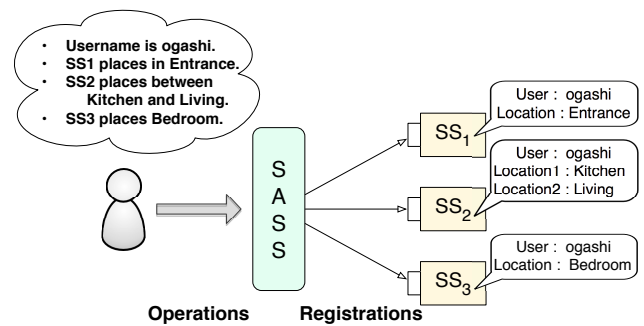 • Username is ogashi.
• SS1 places in Entrance.
• SS2 places between
Kitchen and Living.
• SS3 places Bedroom.
S
A
S
S
SS1
User : ogashi
Location : Entrance
SS2
User : ogashi
Location1 : Kitchen
Location2 : Living
SS3
User : ogashi
Location : Bedroom
Operations
Registrations